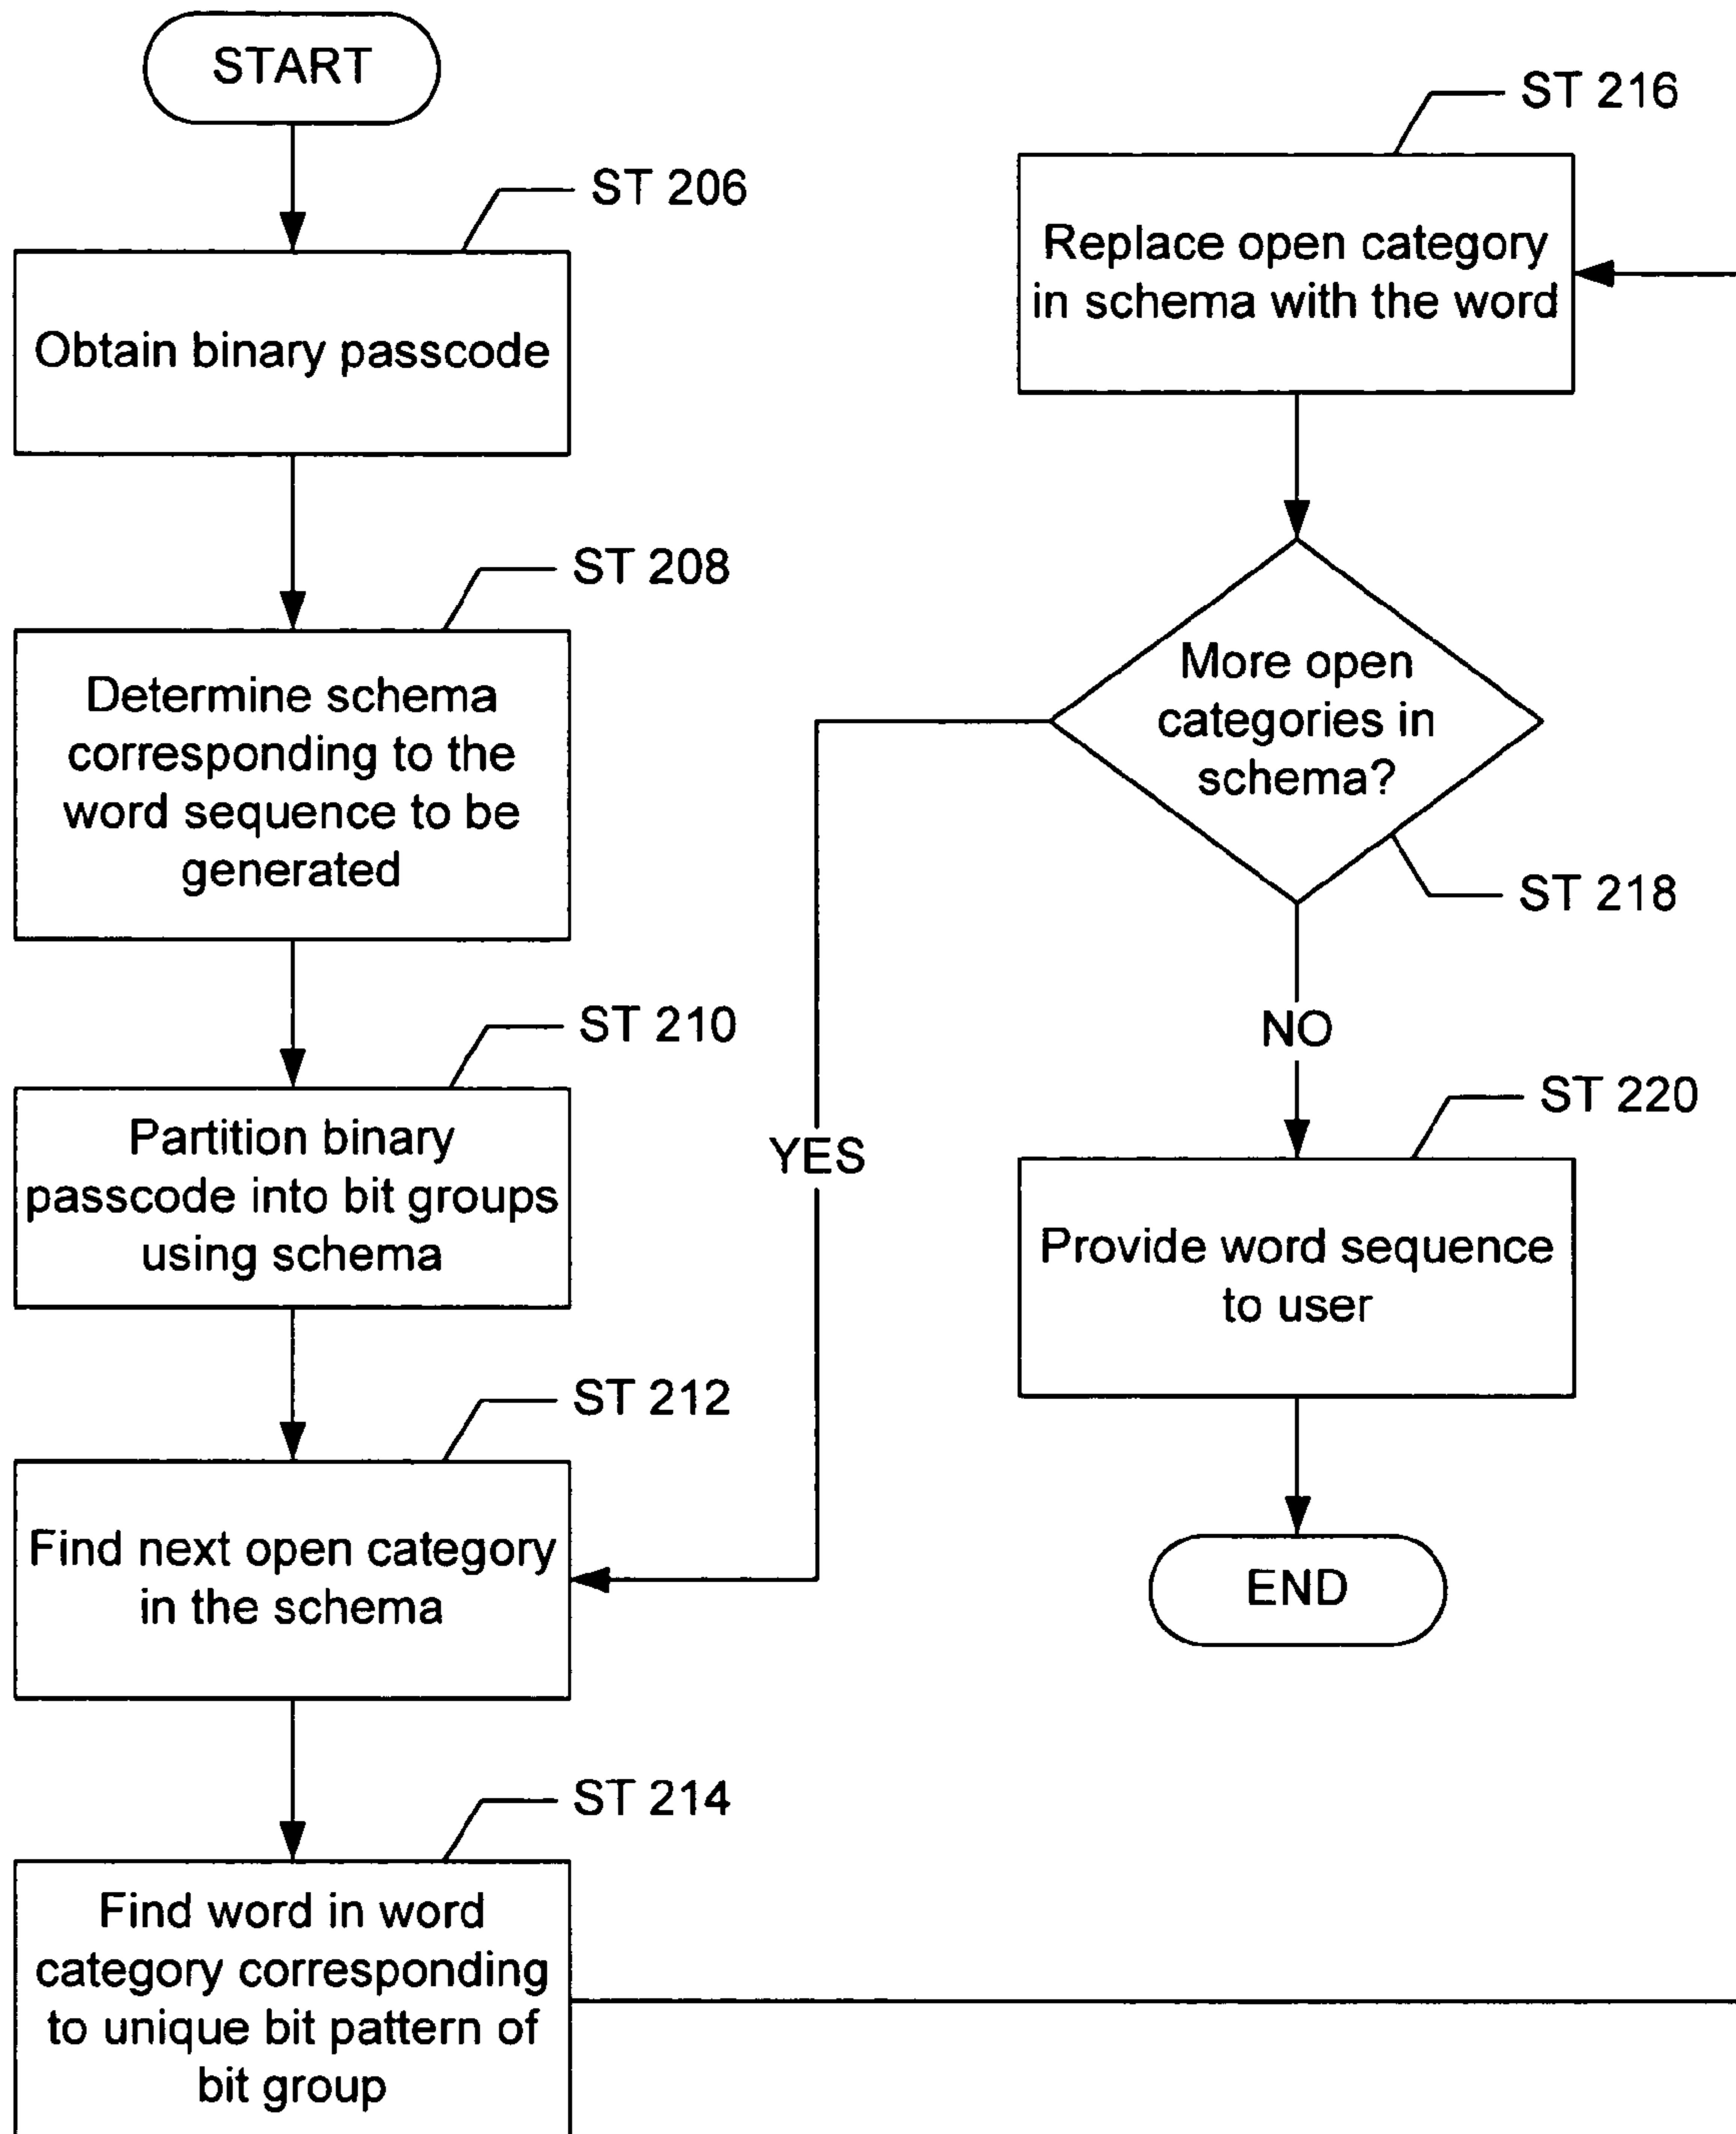 START
ST 206
Obtain binary passcode
ST 208
Determine schema
corresponding to the
word sequence to be
generated
ST 210
Partition binary
passcode into bit groups
using schema
ST 212
Find next open category
in the schema
ST 214
Find word in word
category corresponding
to unique bit pattern of
bit group
ST 216
Replace open category
in schema with the word
More open
categories in
schema?
ST 218
YES
NO
ST 220
Provide word sequence
to user
END